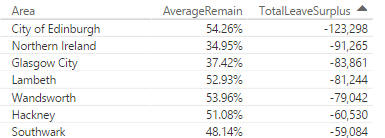 Area AverageRemain TotalLeaveSurplus
City of Edinburgh 54.26% -123,298
Northern Ireland 34.95% -91,265
Glasgow City 37.42% -83,861
Lambeth 52.93% -81,244
Wandsworth 53.96% -79,042
Hackney 51.08% -60,530
Southwark 48.14% -59,084